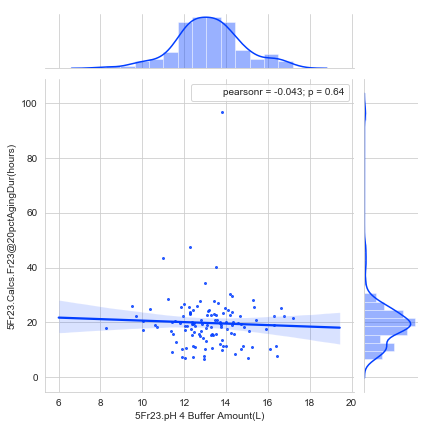 pearsonr = -0.043; p = 0.64
100
80
60
40
20
0
5Fr23.Calcs.Fr23@20pctAgingDur(hours)
6 8 10 12 14 16 18 20
5Fr23.pH 4 Buffer Amount(L)